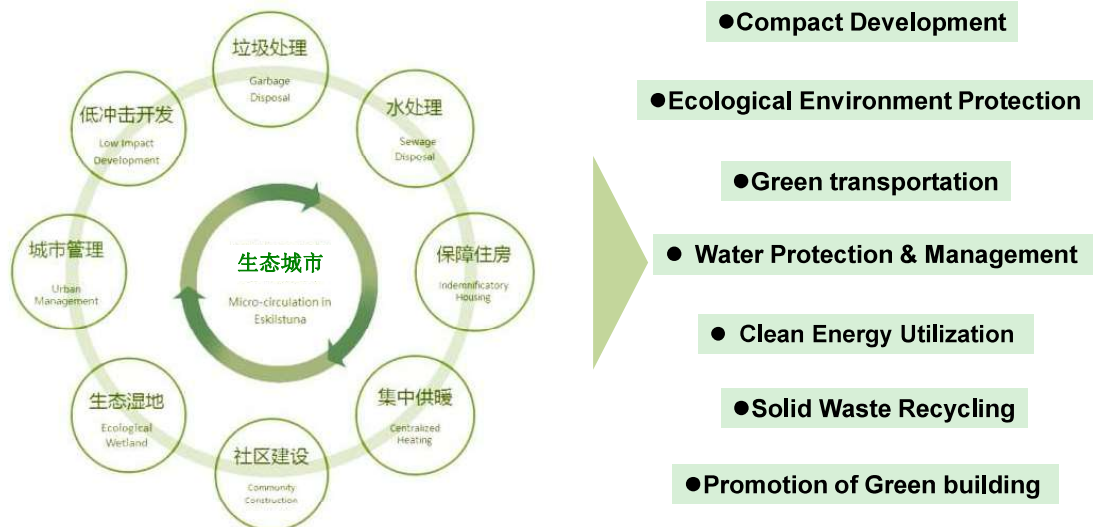 垃圾处理
Garbage
Disposal
水处理
Sewage
Disposal
保障住房
Indemnificatory
Housing
集中供暖
Centralized
Heating
社区建设
Community
Construction
生态湿地
Ecological
Wetland
城市管理
Urban
Management
低冲击开发
Low Impact
Development
生态城市
Micro-circulation in
Eskilstuna
●Compact Development
●Ecological Environment Protection
●Green transportation
● Water Protection & Management
● Clean Energy Utilization
●Solid Waste Recycling
●Promotion of Green building